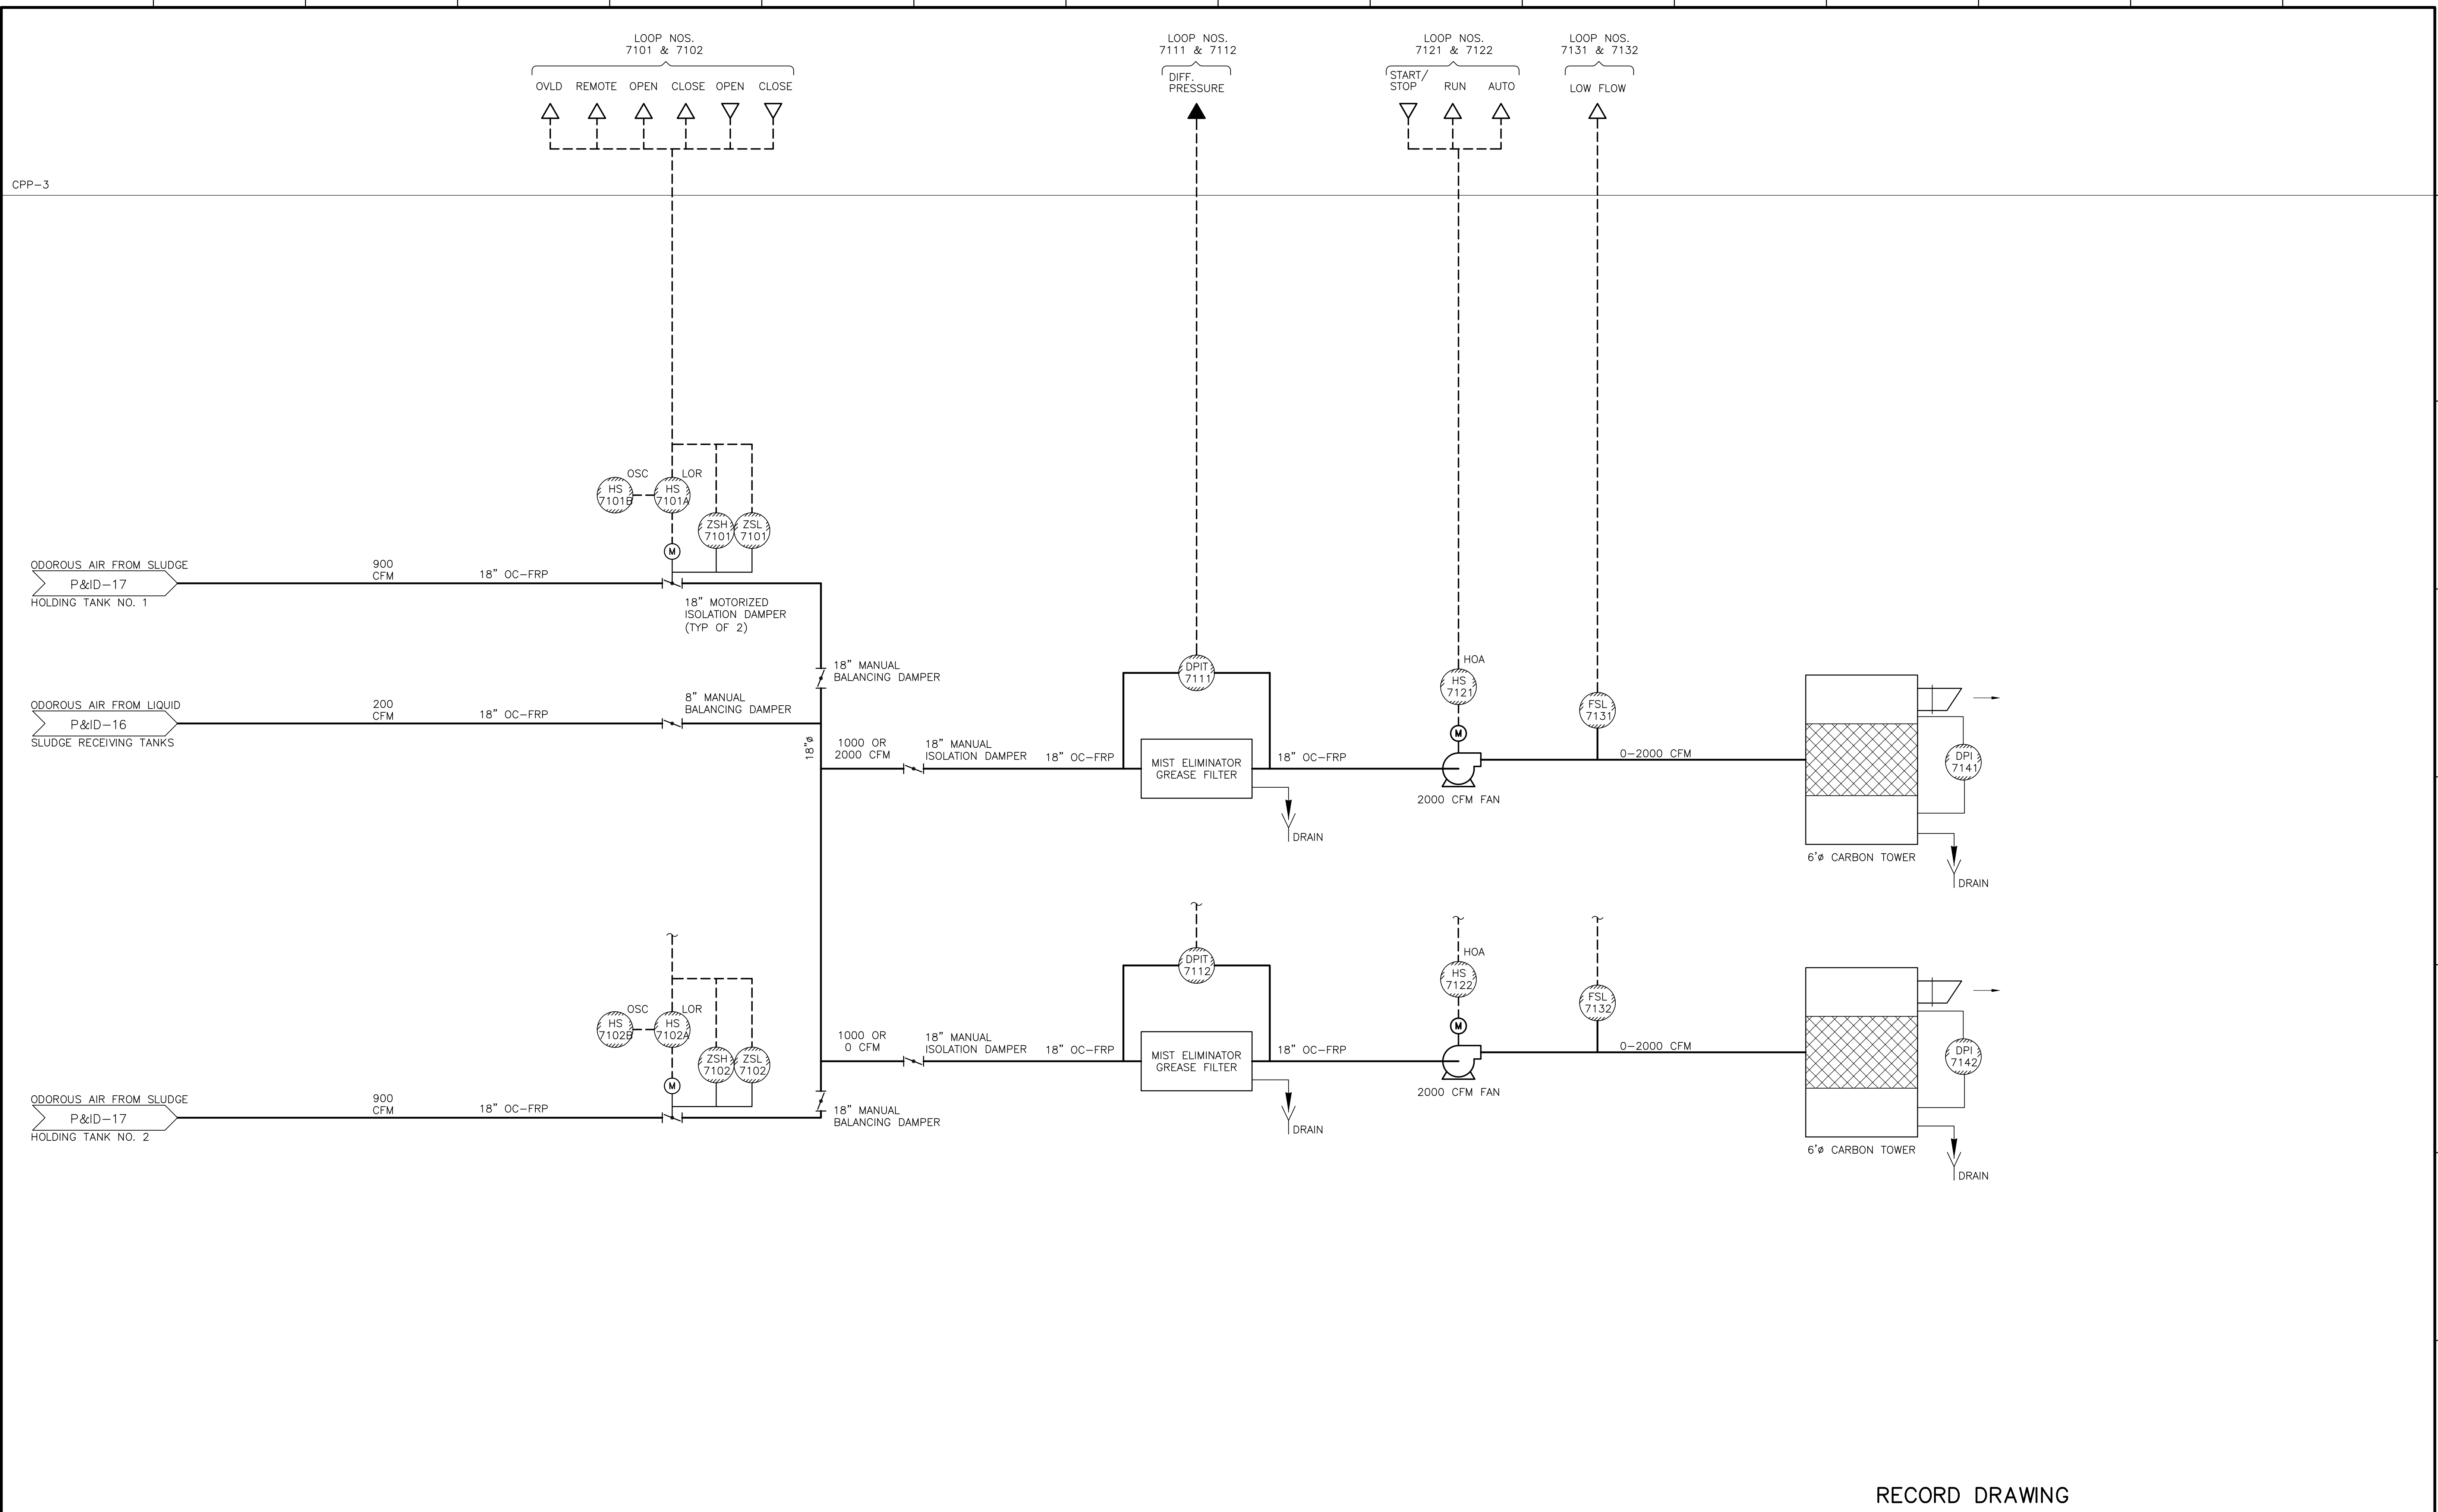 LOOP NOS.
7101 & 7102
OVLD REMOTE OPEN CLOSE OPEN CLOSE
LOOP NOS.
7111 & 7112
DIFF.
PRESSURE
LOOP NOS.
7121 & 7122
START/
STOP RUN AUTO
LOOP NOS.
7131 & 7132
LOW FLOW
CPP-3
OSC LOR
HS
7101B
HS
7101A
ZSH
7101
ZSL
7101
M
ODOROUS AIR FROM SLUDGE
P&ID-17
HOLDING TANK NO. 1
900
CFM
18" OC-FRP
18" MOTORIZED
ISOLATION DAMPER
(TYP OF 2)
18" MANUAL
BALANCING DAMPER
ODOROUS AIR FROM LIQUID
P&ID-16
SLUDGE RECEIVING TANKS
200
CFM
18" OC-FRP
8" MANUAL
BALANCING DAMPER
18"ø
1000 OR
2000 CFM
18" MANUAL
ISOLATION DAMPER
18" OC-FRP
DPIT
7111
MIST ELIMINATOR
GREASE FILTER
18" OC-FRP
DRAIN
HOA
HS
7121
M
2000 CFM FAN
FSL
7131
0-2000 CFM
DPI
7141
6'ø CARBON TOWER
DRAIN
OSC LOR
HS
7102B
HS
7102A
ZSH
7102
ZSL
7102
M
ODOROUS AIR FROM SLUDGE
P&ID-17
HOLDING TANK NO. 2
900
CFM
18" OC-FRP
18" MANUAL
BALANCING DAMPER
1000 OR
0 CFM
18" MANUAL
ISOLATION DAMPER
18" OC-FRP
DPIT
7112
MIST ELIMINATOR
GREASE FILTER
18" OC-FRP
DRAIN
HOA
HS
7122
M
2000 CFM FAN
FSL
7132
0-2000 CFM
DPI
7142
6'ø CARBON TOWER
DRAIN
RECORD DRAWING